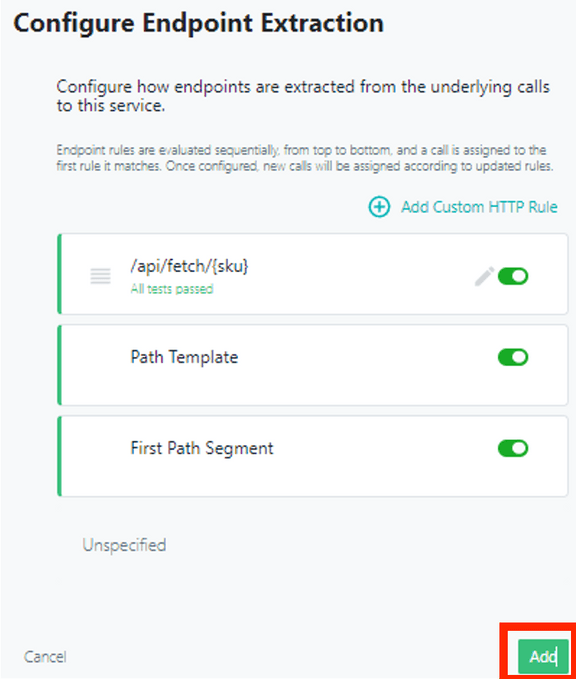 Configure Endpoint Extraction
Configure how endpoints are extracted from the underlying calls
to this service.
Endpoint rules are evaluated sequentially, from top to bottom, and a call is assigned to the
first rule it matches. Once configured, new calls will be assigned according to updated rules.
Add Custom HTTP Rule
/api/fetch/{sku}
All tests passed
Path Template
First Path Segment
Unspecified
Cancel
Add